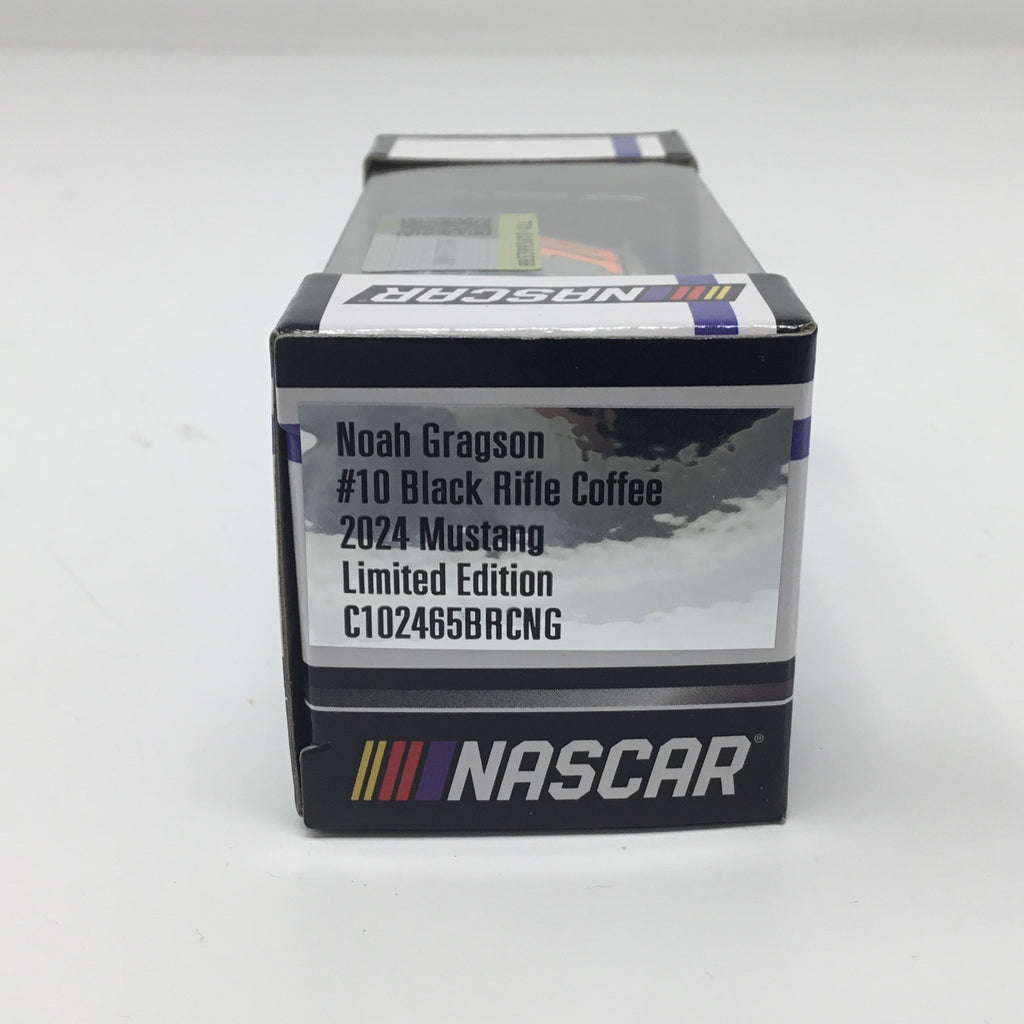 NASCAR
Noah Gragson
#10 Black Rifle Coffee
2024 Mustang
Limited Edition
C102465BRCNG
NASCAR®